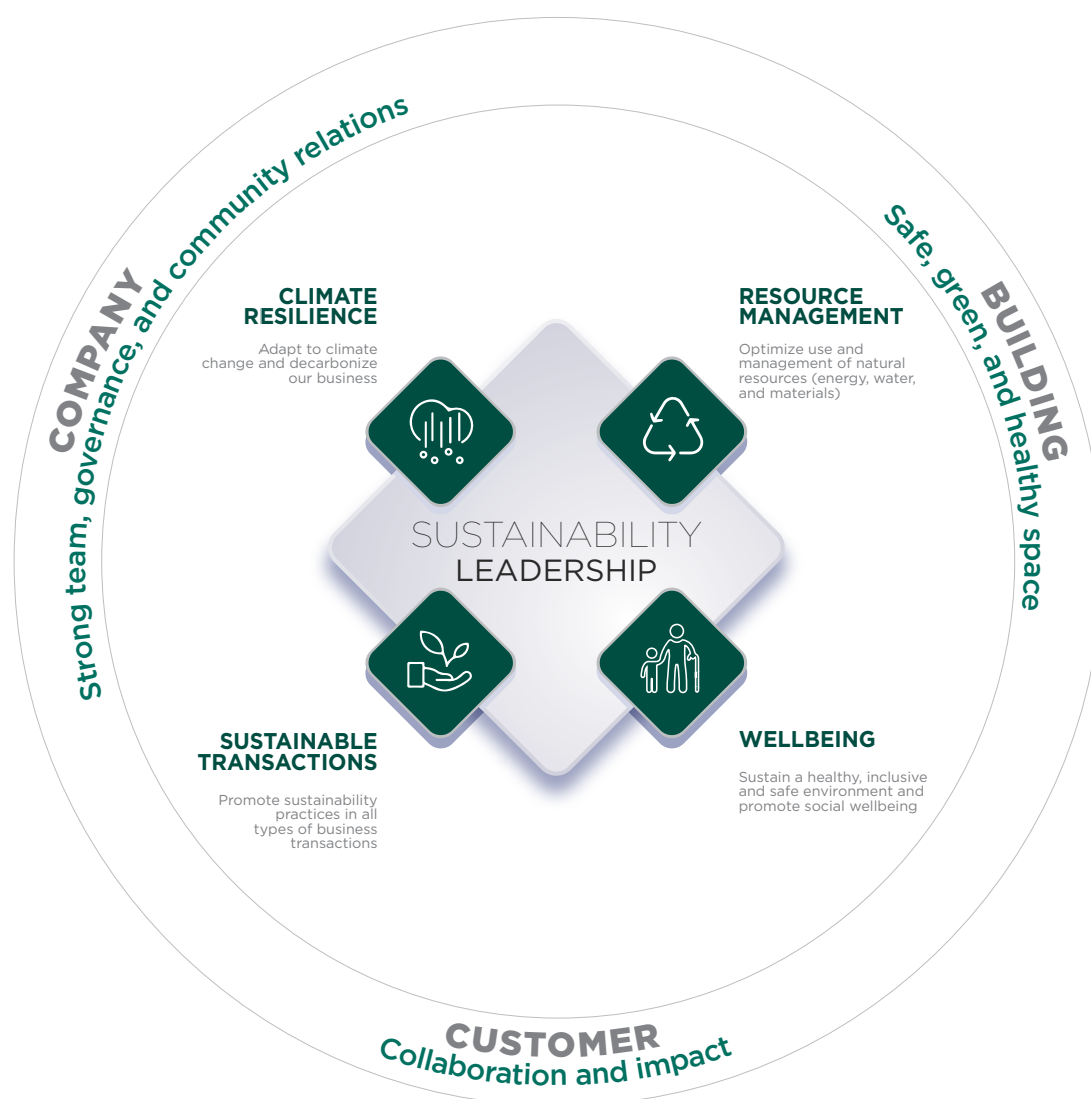 COMPANY
Strong team, governance, and community relations
BUILDING
Safe, green, and healthy space
CLIMATE
RESILIENCE
Adapt to climate
change and decarbonize
our business
RESOURCE
MANAGEMENT
Optimize use and
management of natural
resources (energy, water,
and materials)
SUSTAINABILITY
LEADERSHIP
SUSTAINABLE
TRANSACTIONS
Promote sustainability
practices in all
types of business
transactions
WELLBEING
Sustain a healthy, inclusive
and safe environment and
promote social wellbeing
CUSTOMER
Collaboration and impact